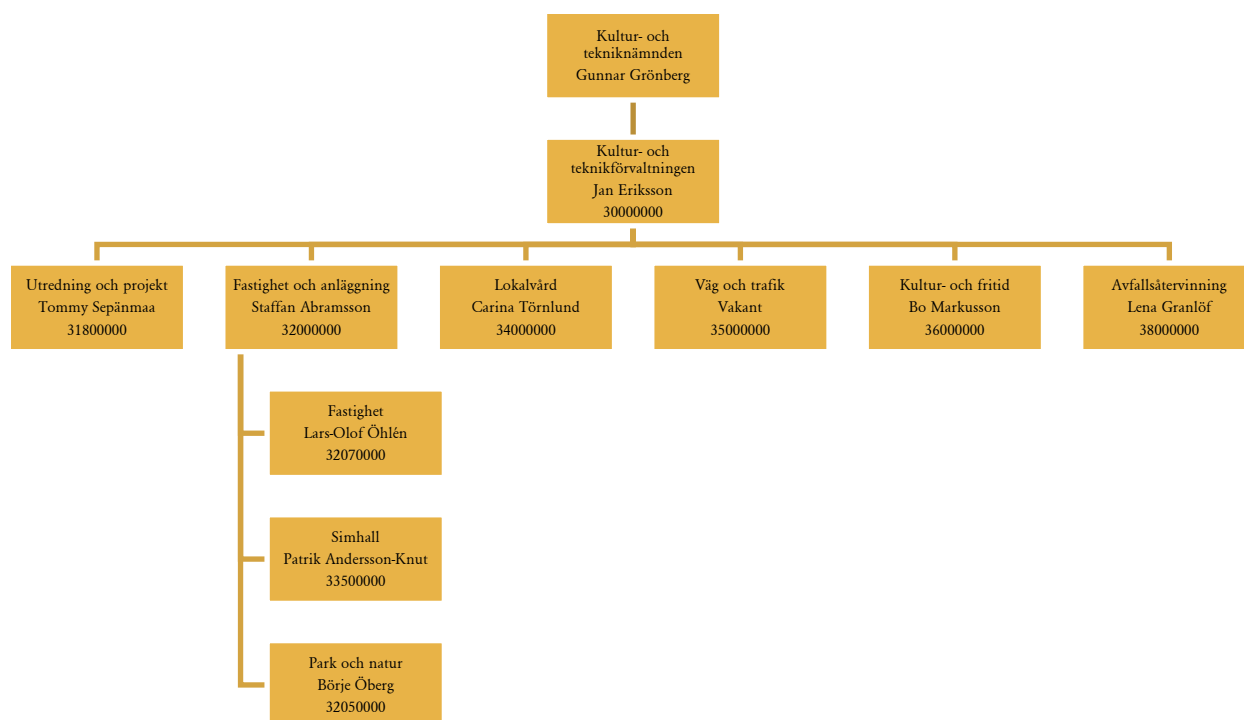 Kultur- och
tekniknämnden
Gunnar Grönberg
Kultur- och
teknikförvaltningen
Jan Eriksson
30000000
Utredning och projekt
Tommy Sepänmaa
31800000
Fastighet och anläggning
Staffan Abramsson
32000000
Lokalvård
Carina Törnlund
34000000
Väg och trafik
Vakant
35000000
Kultur- och fritid
Bo Markusson
36000000
Avfallsåtervinning
Lena Granlöf
38000000
Fastighet
Lars-Olof Öhlén
32070000
Simhall
Patrik Andersson-Knut
33500000
Park och natur
Börje Öberg
32050000